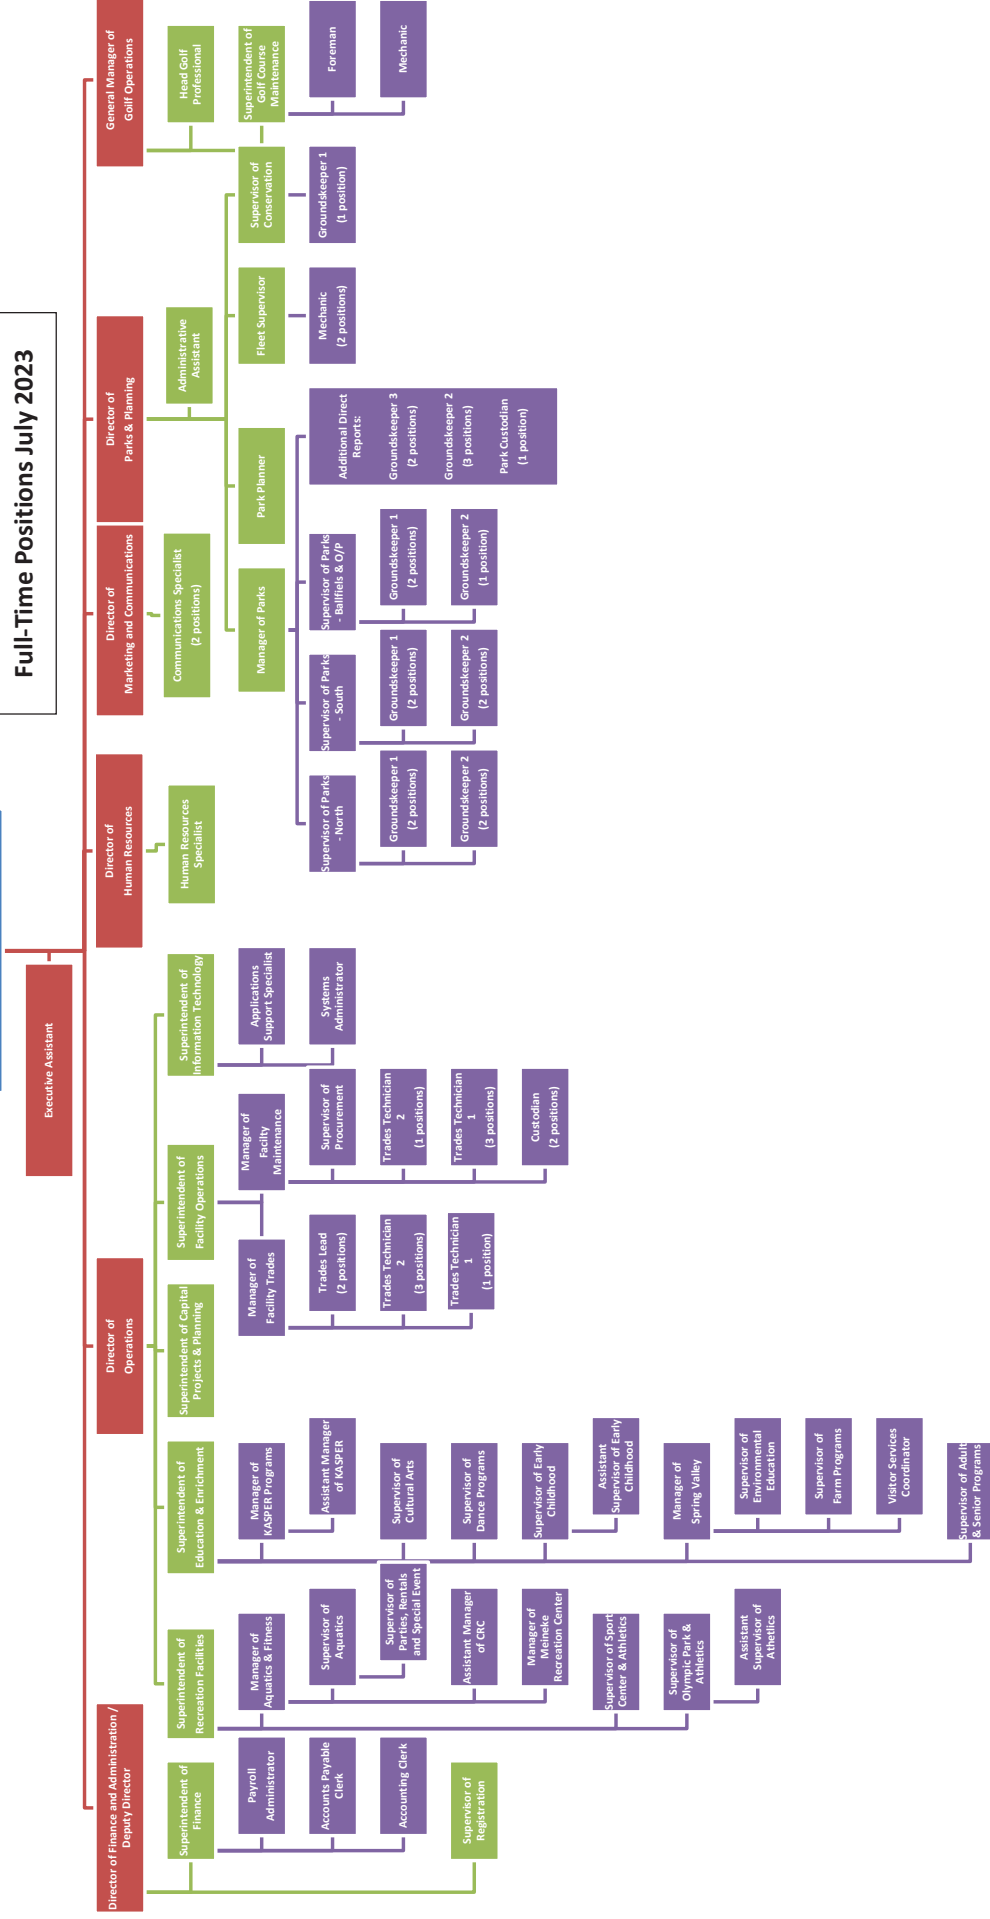 Full-Time Positions July 2023
Executive Assistant
Director of Finance and Administration /
Deputy Director
Director of
Operations
Director of
Human Resources
Director of
Marketing and Communications
Director of
Parks & Planning
General Manager of
Golf Operations
Superintendent of
Finance
Payroll
Administrator
Accounts Payable
Clerk
Accounting Clerk
Supervisor of
Registration
Superintendent of
Recreation Facilities
Manager of
Aquatics & Fitness
Supervisor of
Aquatics
Supervisor of
Parties, Rentals
and Special Event
Assistant Manager
of CRC
Manager of
Meineke
Recreation Center
Supervisor of Sport
Center & Athletics
Supervisor of
Olympic Park &
Athletics
Assistant
Supervisor of
Athetlics
Superintendent of
Education & Enrichment
Manager of
KASPER Programs
Assistant Manager
of KASPER
Supervisor of
Cultural Arts
Supervisor of
Dance Programs
Supervisor of Early
Childhood
Assistant
Supervisor of Early
Childhood
Manager of
Spring Valley
Supervisor of
Environmental
Education
Supervisor of
Farm Programs
Visitor Services
Coordinator
Supervisor of Adult
& Senior Programs
Superintendent of Capital
Projects & Planning
Superintendent of
Facility Operations
Manager of
Facility Trades
Trades Lead
(2 positions)
Trades Technician
2
(3 positions)
Trades Technician
1
(1 position)
Manager of
Facilty
Maintenance
Supervisor of
Procurement
Trades Technician
2
(1 positions)
Trades Technician
1
(3 positions)
Custodian
(2 positions)
Superintendent of
Information Technology
Applications
Support Specialist
Systems
Administrator
Human Resources
Specialist
Communications Specialist
(2 positions)
Administrative
Assistant
Manager of Parks
Supervisor of Parks
- North
Groundskeeper 1
(2 positions)
Groundskeeper 2
(2 positions)
Supervisor of Parks
- South
Groundskeeper 1
(2 positions)
Groundskeeper 2
(2 positions)
Supervisor of Parks
- Ballfiels & O/P
Groundskeeper 1
(2 positions)
Groundskeeper 2
(1 position)
Additional Direct
Reports:
Groundskeeper 3
(2 positions)
Groundskeeper 2
(3 positions)
Park Custodian
(1 position)
Park Planner
Fleet Supervisor
Mechanic
(2 positions)
Supervisor of
Conservation
Groundskeeper 1
(1 position)
Head Golf
Professional
Superintendent of
Golf Course
Maintenance
Foreman
Mechanic